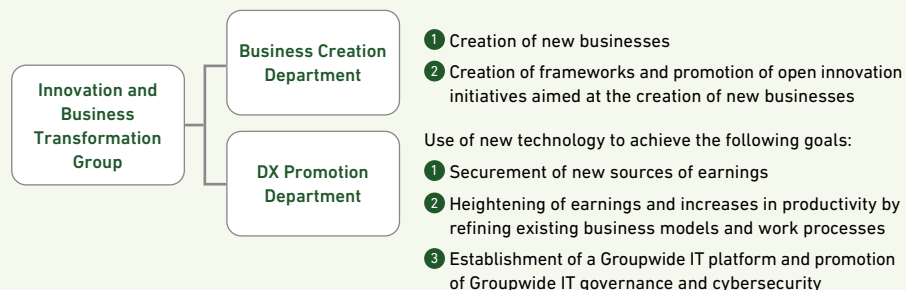 Innovation and
Business
Transformation
Group
Business Creation
Department
1 Creation of new businesses
2 Creation of frameworks and promotion of open innovation
initiatives aimed at the creation of new businesses
DX Promotion
Department
Use of new technology to achieve the following goals:
1 Securement of new sources of earnings
2 Heightening of earnings and increases in productivity by
refining existing business models and work processes
3 Establishment of a Groupwide IT platform and promotion
of Groupwide IT governance and cybersecurity